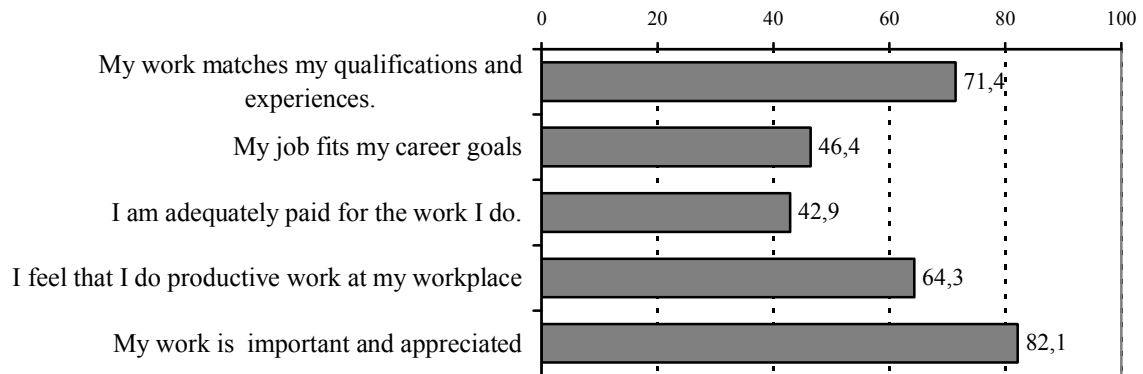 0 20 40 60 80 100
My work matches my qualifications and
experiences.
71,4
My job fits my career goals
46,4
I am adequately paid for the work I do.
42,9
I feel that I do productive work at my workplace
64,3
My work is  important and appreciated
82,1